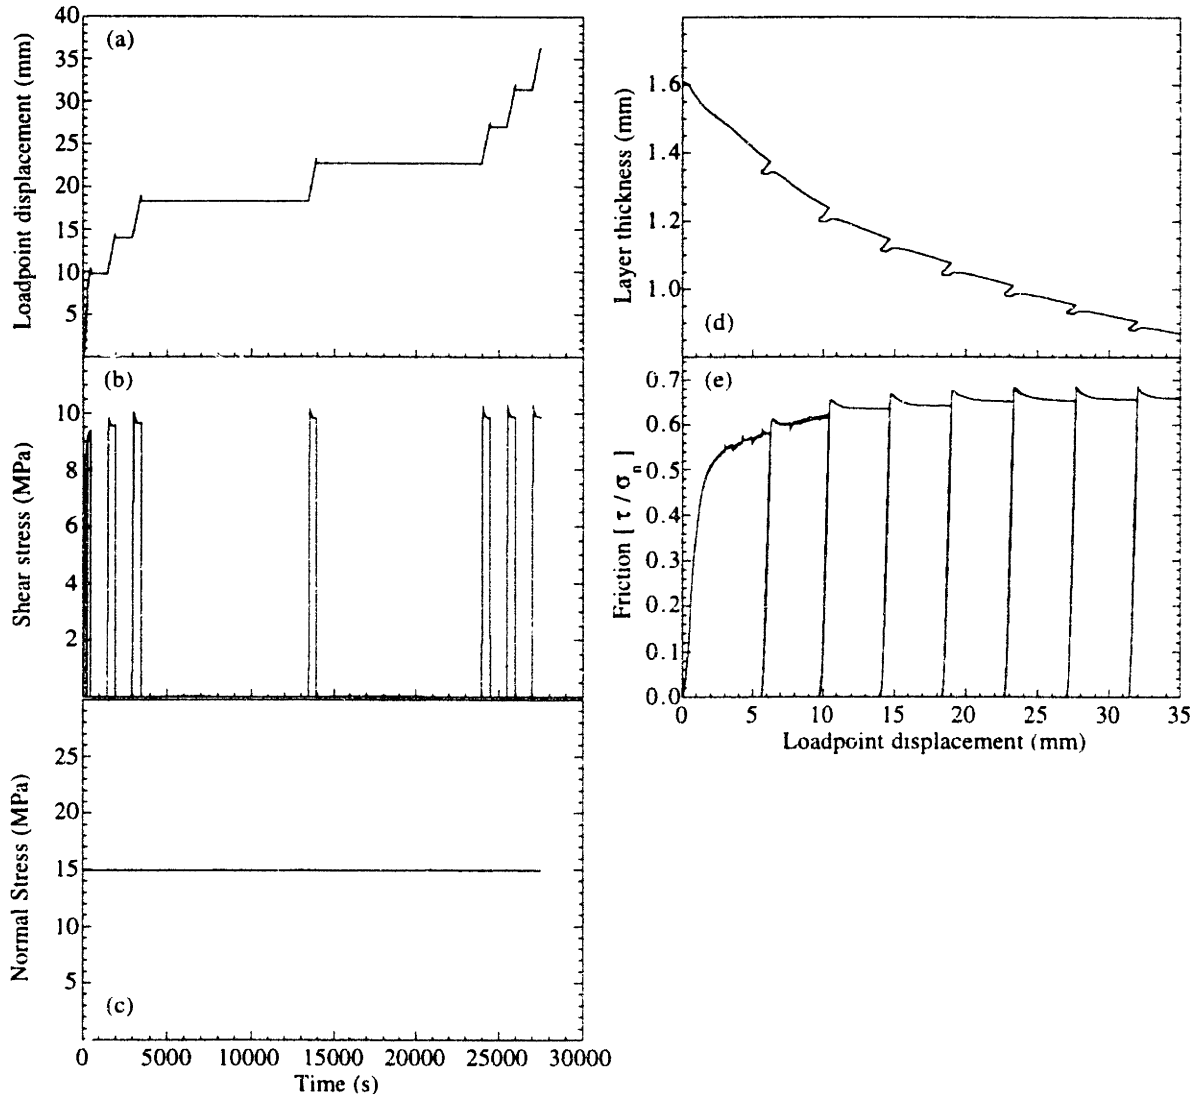 40
35
30
25
20
15
10
5
Loadpoint displacement (mm)
(a)
10
8
6
4
2
Shear stress (MPa)
(b)
25
20
15
10
5
Normal Stress (MPa)
(c)
0 5000 10000 15000 20000 25000 30000
Time (s)
1.6
1.4
1.2
1.0
Layer thickness (mm)
(d)
0.7
0.6
0.5
0.4
0.3
0.2
0.1
0.0
Friction [ τ / σn ]
(e)
0 5 10 15 20 25 30 35
Loadpoint displacement (mm)